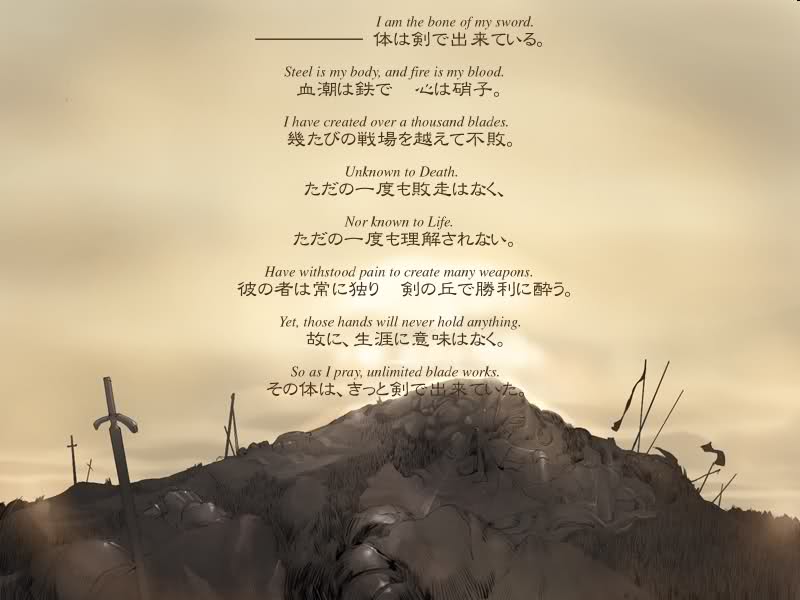 I am the bone of my sword.
―――体は剣で出来ている。
Steel is my body, and fire is my blood.
血潮は鉄で　心は硝子。
I have created over a thousand blades.
幾たびの戦場を越えて不敗。
Unknown to Death.
ただの一度も敗走はなく、
Nor known to Life.
ただの一度も理解されない。
Have withstood pain to create many weapons.
彼の者は常に独り　剣の丘で勝利に酔う。
Yet, those hands will never hold anything.
故に、生涯に意味はなく。
So as I pray, unlimited blade works.
その体は、きっと剣で出来ていた。